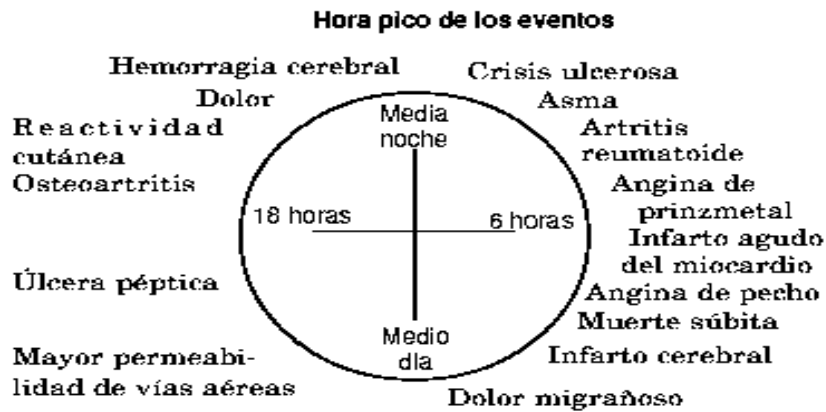 Hora pico de los eventos
Hemorragia cerebral
Crisis ulcerosa
Dolor
Asma
Media
noche
Reactividad
cutánea
Artritis
reumatoide
Osteoartritis
Angina de
prinzmetal
18 horas
6 horas
Infarto agudo
del miocardio
Úlcera péptica
Angina de pecho
Muerte súbita
Medio
día
Infarto cerebral
Mayor permeabi-
lidad de vías aéreas
Dolor migrañoso